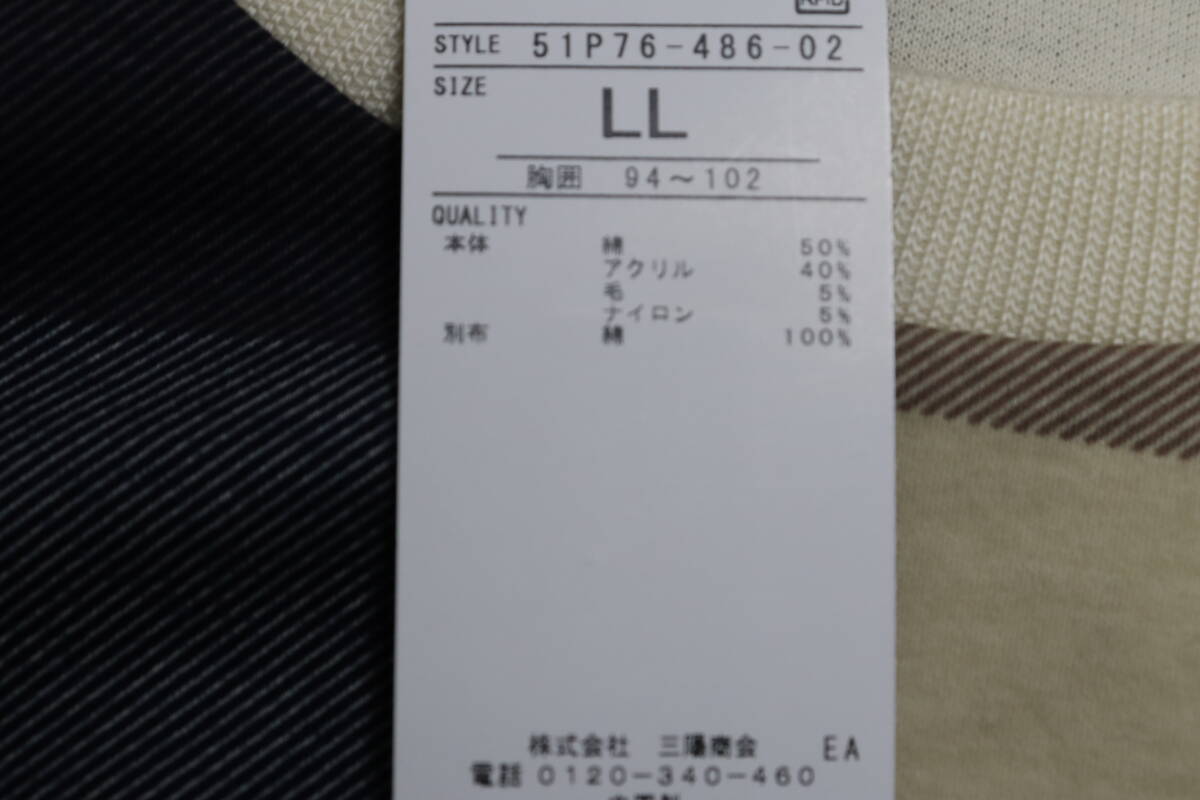 STYLE 51P76-486-02
SIZE
LL
胸囲 94～102
QUALITY
本体 綿 50%
アクリル 40%
毛 5%
ナイロン 5%
別布 綿 100%
株式会社 三陽商会 EA
電話 0120-340-460